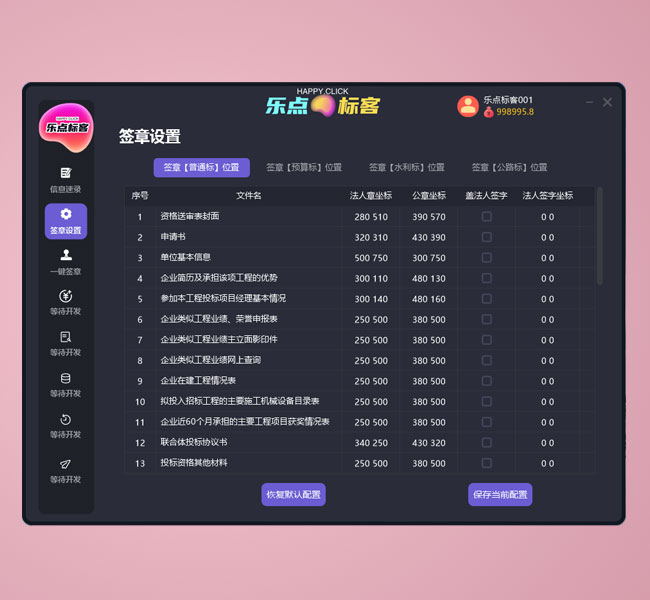 HAPPY.CLICK
乐点 标客
乐点标客001
998995.8
HAPPY.CLICK
乐点标客
签章设置
信息速录
签章设置
一键签章
等待开发
等待开发
等待开发
等待开发
等待开发
签章【普通标】位置 签章【预算标】位置 签章【水利标】位置 签章【公路标】位置
序号 文件名 法人章坐标 公章坐标 盖法人签字 法人签字坐标
1 资格送审表封面 280 510 390 570 0 0
2 申请书 320 310 430 390 0 0
3 单位基本信息 500 750 300 750 0 0
4 企业简历及承担该项工程的优势 300 110 480 130 0 0
5 参加本工程投标项目经理基本情况 300 140 480 160 0 0
6 企业类似工程业绩、荣誉申报表 250 500 380 500 0 0
7 企业类似工程业绩主立面影印件 250 500 380 500 0 0
8 企业类似工程业绩网上查询 250 500 380 500 0 0
9 企业在建工程情况表 250 500 380 500 0 0
10 拟投入招标工程的主要施工机械设备目录表 250 500 380 500 0 0
11 企业近60个月承担的主要工程项目获奖情况表 250 500 380 500 0 0
12 联合体投标协议书 340 250 430 320 0 0
13 投标资格其他材料 250 500 380 500 0 0
恢复默认配置 保存当前配置